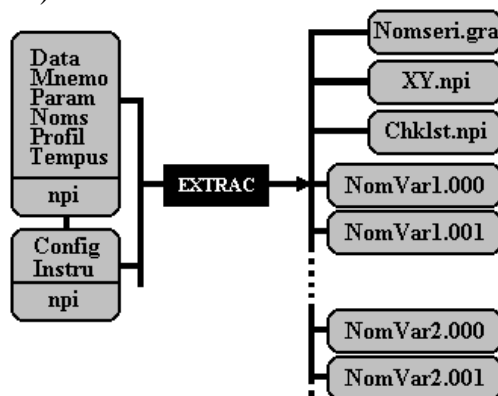 Data
Mnemo
Param
Noms
Profil
Tempus
npi
Config
Instru
npi
EXTRAC
Nomseri.gra
XY.npi
Chklst.npi
NomVar1.000
NomVar1.001
NomVar2.000
NomVar2.001